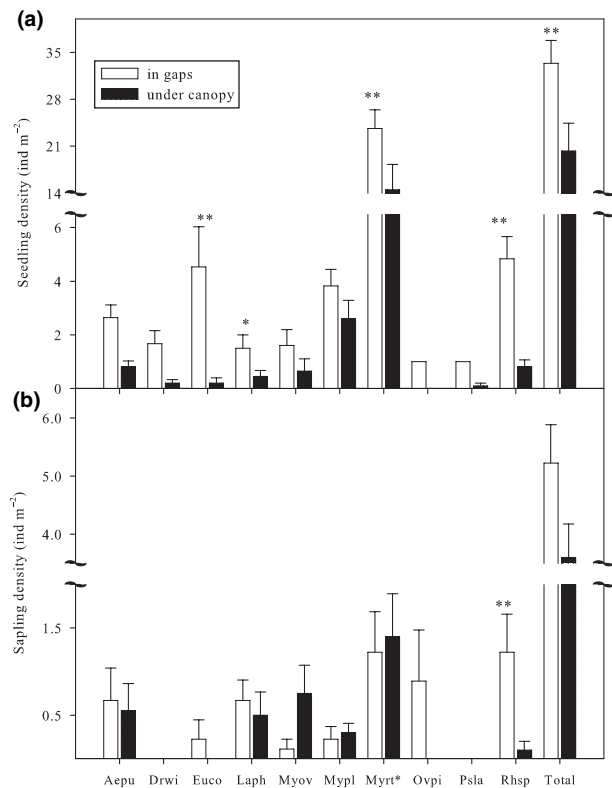 (a)
**
35
in gaps
under canopy
28
**
21
14
Seedling density (ind m⁻²)
**
**
6
4
*
2
0
(b)
5.0
4.0
Sapling density (ind m⁻²)
**
1.5
0.5
Aepu Drwi Euco Laph Myov Mypl Myrt* Ovpi Psla Rhsp Total